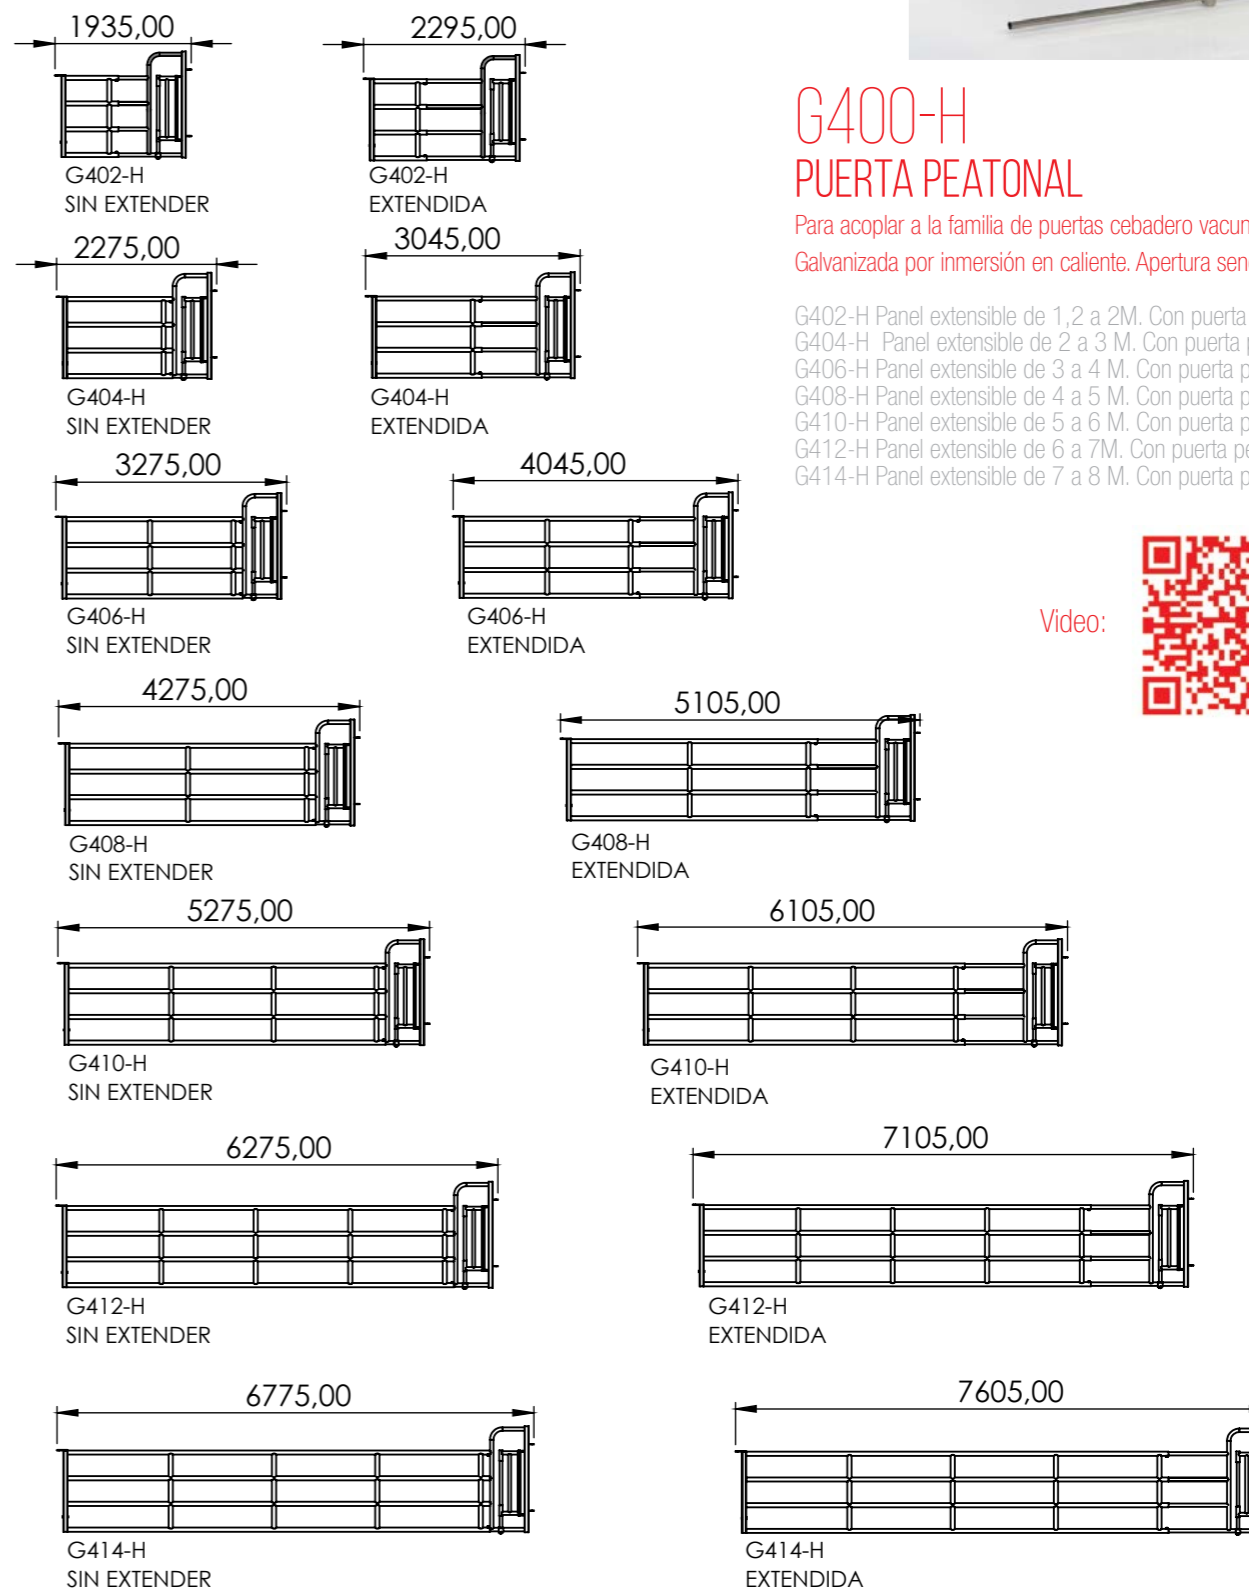 1935,00
2295,00
G402-H
SIN EXTENDER
G402-H
EXTENDIDA
2275,00
3045,00
G404-H
SIN EXTENDER
G404-H
EXTENDIDA
3275,00
4045,00
G406-H
SIN EXTENDER
G406-H
EXTENDIDA
4275,00
5105,00
G408-H
SIN EXTENDER
G408-H
EXTENDIDA
5275,00
6105,00
G410-H
SIN EXTENDER
G410-H
EXTENDIDA
6275,00
7105,00
G412-H
SIN EXTENDER
G412-H
EXTENDIDA
6775,00
7605,00
G414-H
SIN EXTENDER
G414-H
EXTENDIDA
G400-H
PUERTA PEATONAL
Para acoplar a la familia de puertas cebadero vacun
Galvanizada por inmersión en caliente. Apertura sen
G402-H Panel extensible de 1,2 a 2M. Con puerta
G404-H Panel extensible de 2 a 3 M. Con puerta p
G406-H Panel extensible de 3 a 4 M. Con puerta p
G408-H Panel extensible de 4 a 5 M. Con puerta p
G410-H Panel extensible de 5 a 6 M. Con puerta p
G412-H Panel extensible de 6 a 7M. Con puerta pe
G414-H Panel extensible de 7 a 8 M. Con puerta p
Video: